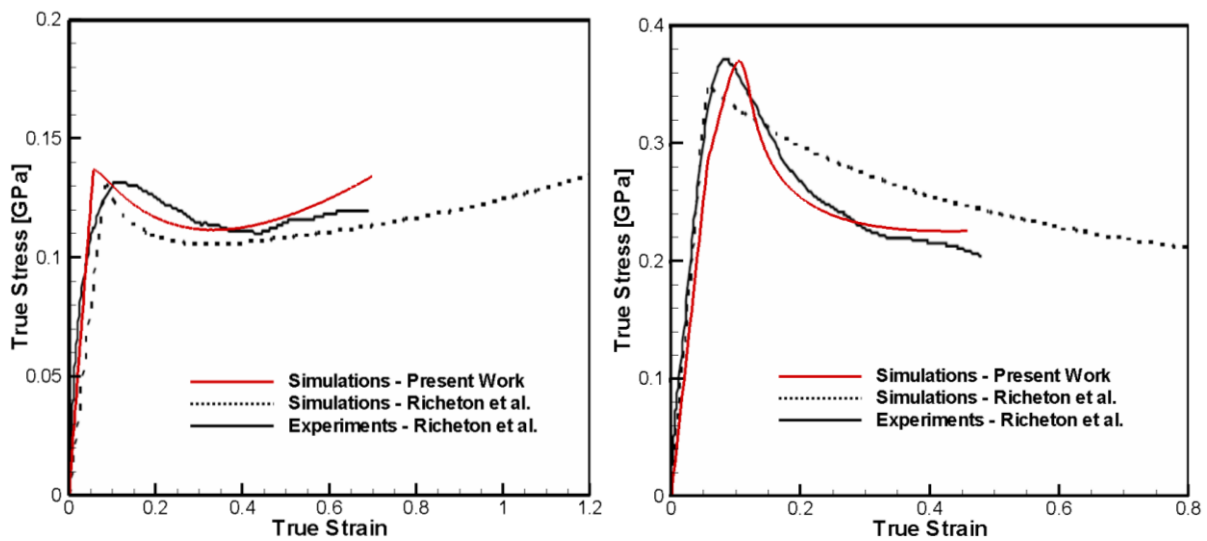 0.2
0.15
0.1
0.05
0
True Stress [GPa]
Simulations - Present Work
Simulations - Richeton et al.
Experiments - Richeton et al.
0 0.2 0.4 0.6 0.8 1 1.2
True Strain
0.4
0.3
0.2
0.1
0
True Stress [GPa]
Simulations - Present Work
Simulations - Richeton et al.
Experiments - Richeton et al.
0 0.2 0.4 0.6 0.8
True Strain